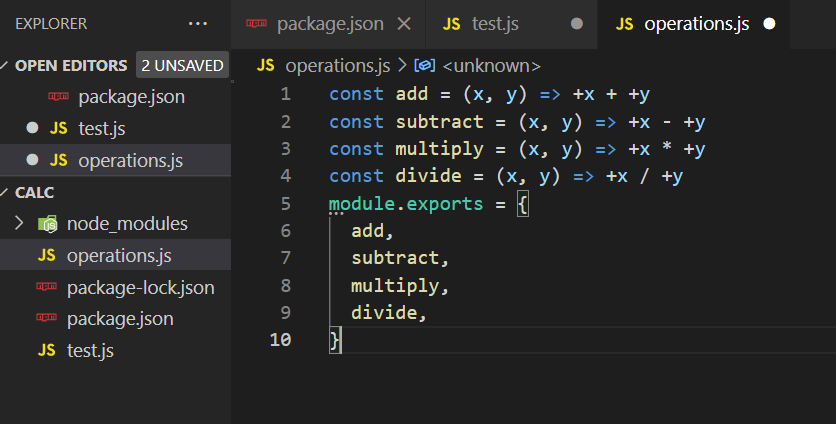 EXPLORER ···
OPEN EDITORS 2 UNSAVED
package.json
JS test.js
JS operations.js
CALC
node_modules
JS operations.js
package-lock.json
package.json
JS test.js
package.json JS test.js JS operations.js
JS operations.js > <unknown>
1 const add = (x, y) => +x + +y
2 const subtract = (x, y) => +x - +y
3 const multiply = (x, y) => +x * +y
4 const divide = (x, y) => +x / +y
5 module.exports = {
6 add,
7 subtract,
8 multiply,
9 divide,
10 }